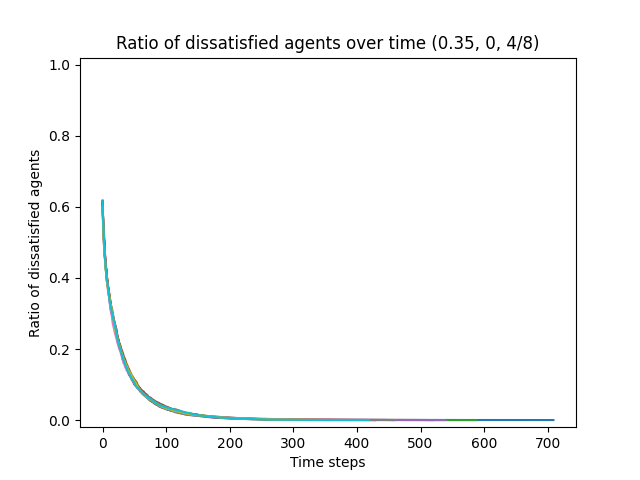 Ratio of dissatisfied agents over time (0.35, 0, 4/8)
1.0
0.8
0.6
0.4
0.2
0.0
Ratio of dissatisfied agents
0 100 200 300 400 500 600 700
Time steps